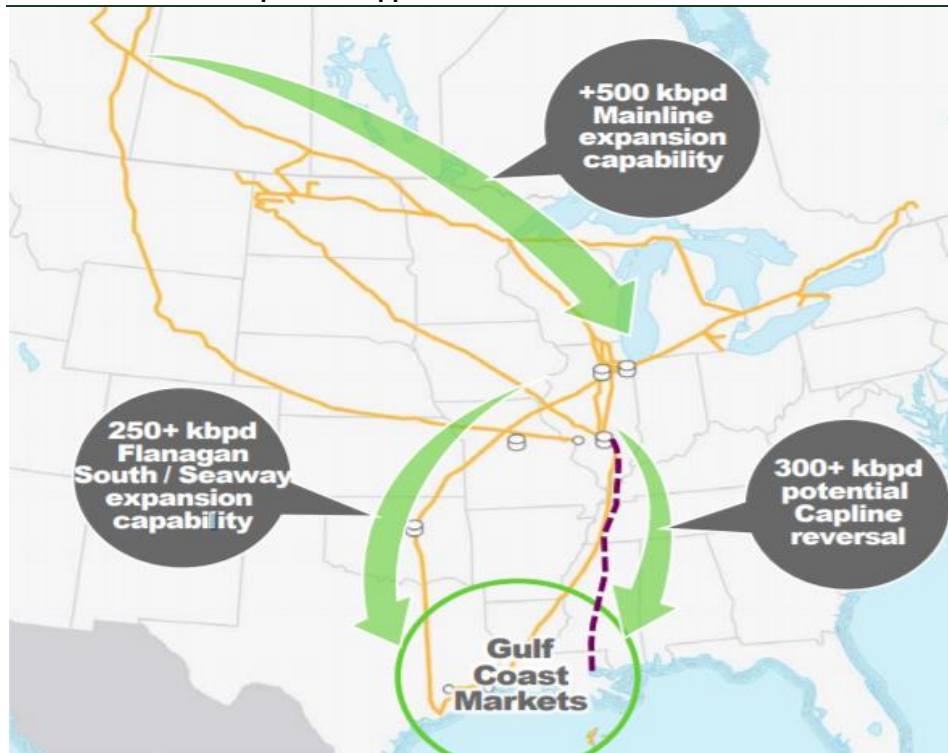 +500 kbpd
Mainline
expansion
capability
250+ kbpd
Flanagan
South / Seaway
expansion
capability
300+ kbpd
potential
Capline
reversal
Gulf
Coast
Markets